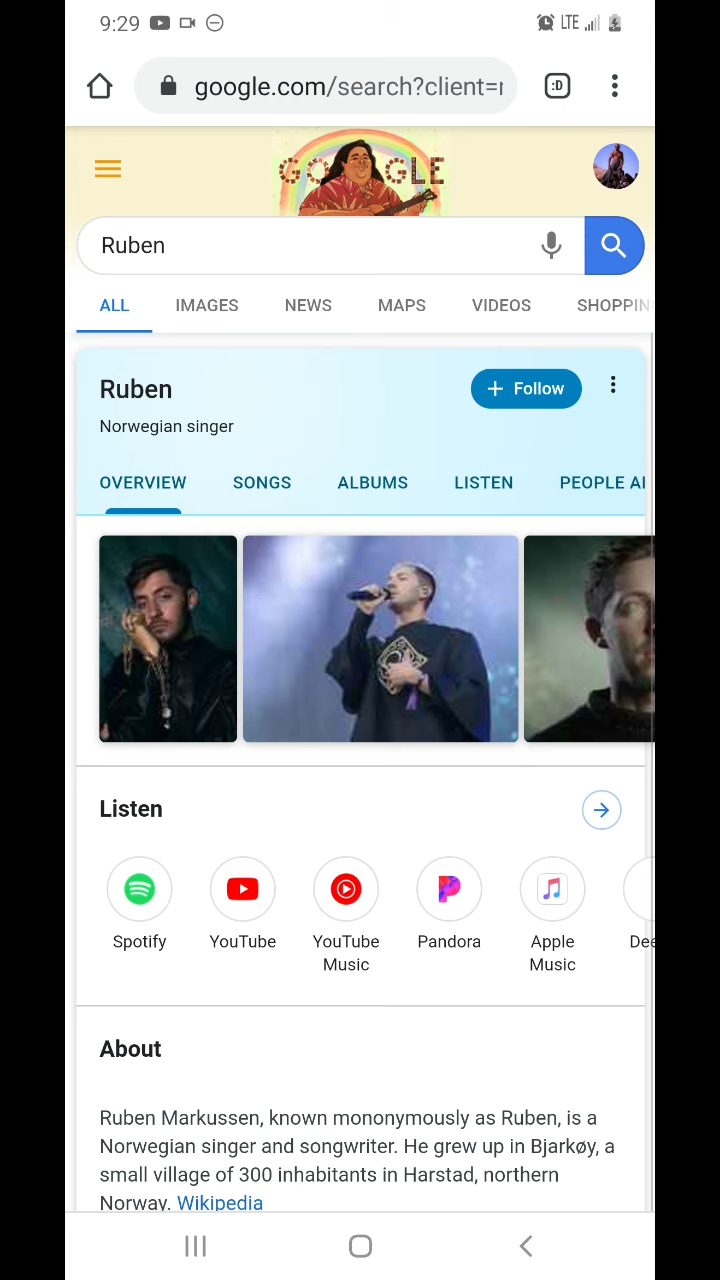 9:29 LTE
google.com/search?client=
:D
GOOGLE
Ruben
ALL IMAGES NEWS MAPS VIDEOS SHOPPIN
Ruben
+ Follow
Norwegian singer
OVERVIEW SONGS ALBUMS LISTEN PEOPLE AL
Listen
Spotify YouTube YouTube Music Pandora Apple Music Dee
About
Ruben Markussen, known mononymously as Ruben, is a
Norwegian singer and songwriter. He grew up in Bjarkøy, a
small village of 300 inhabitants in Harstad, northern
Norway. Wikipedia